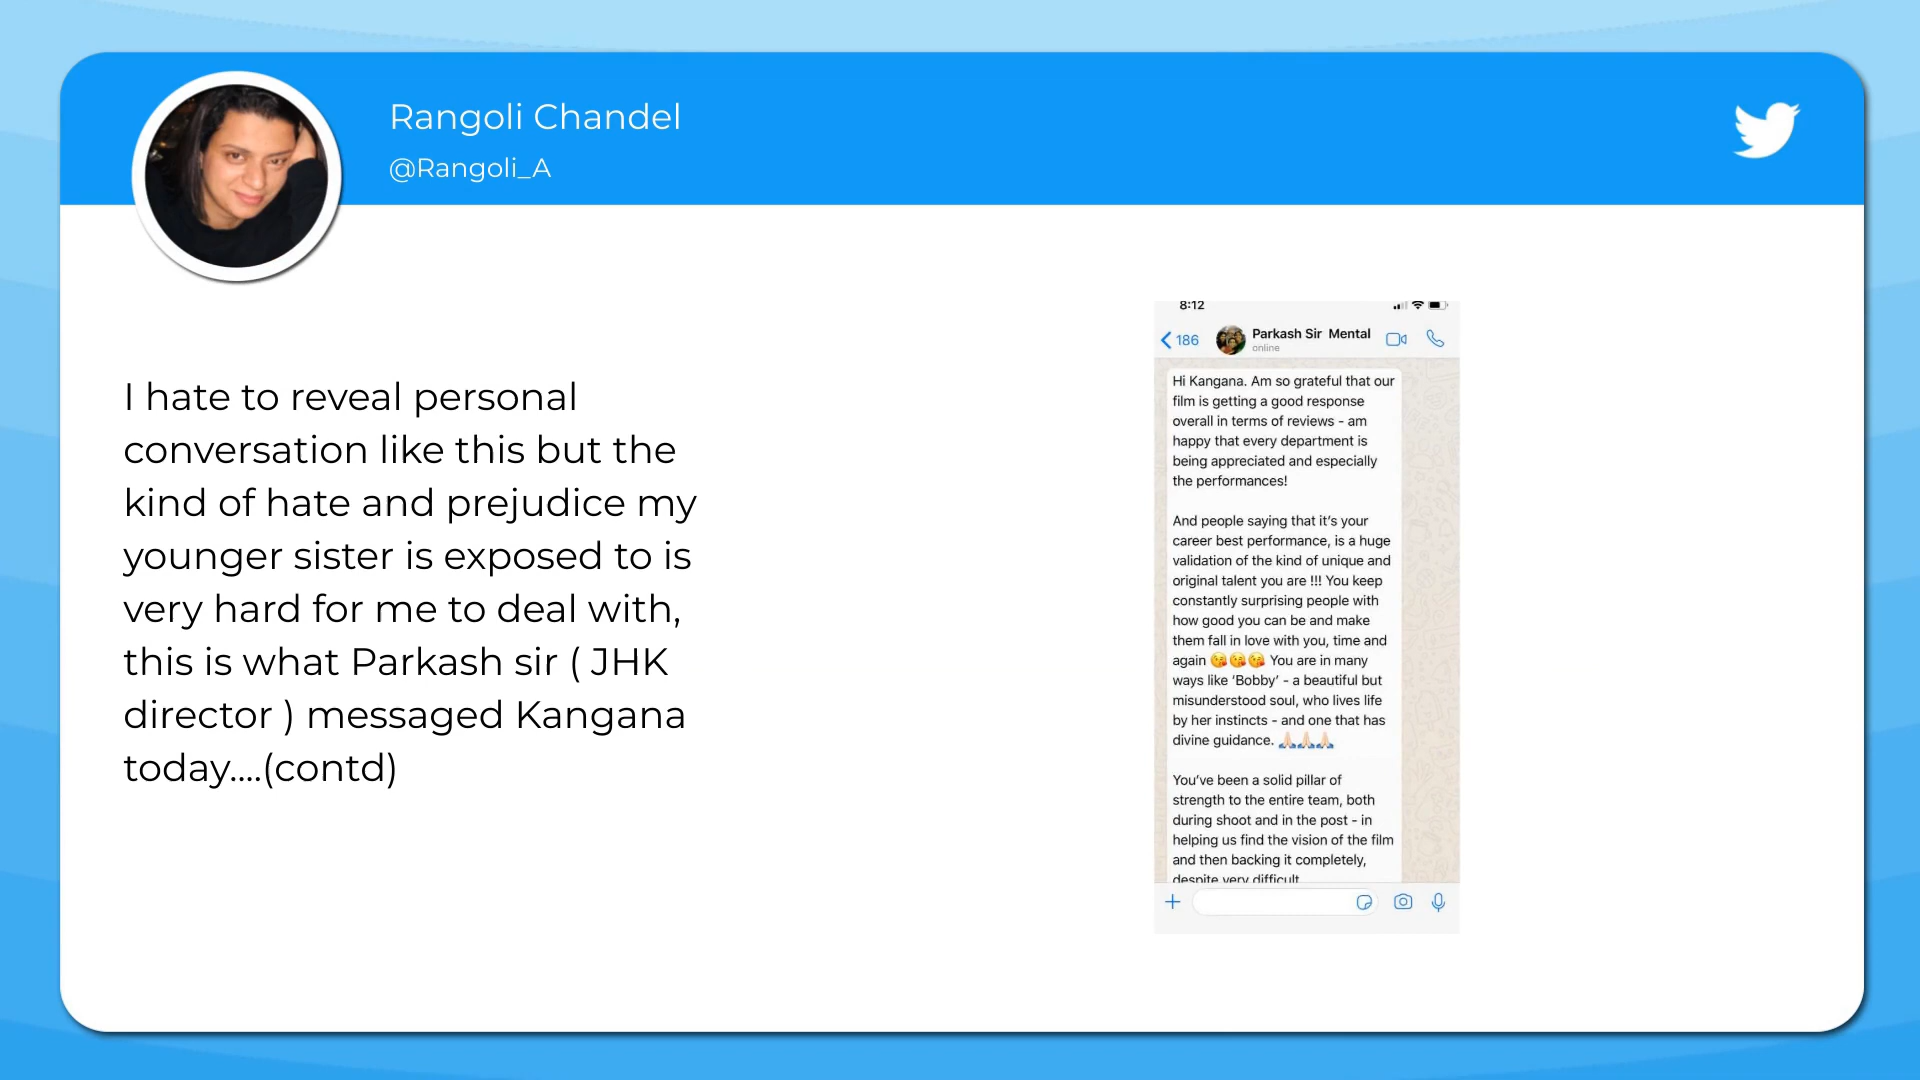 Rangoli Chandel
@Rangoli_A
I hate to reveal personal
conversation like this but the
kind of hate and prejudice my
younger sister is exposed to is
very hard for me to deal with,
this is what Parkash sir ( JHK
director ) messaged Kangana
today....(contd)
8:12
186
Parkash Sir Mental
online
Hi Kangana. Am so grateful that our
film is getting a good response
overall in terms of reviews - am
happy that every department is
being appreciated and especially
the performances!
And people saying that it's your
career best performance, is a huge
validation of the kind of unique and
original talent you are !!! You keep
constantly surprising people with
how good you can be and make
them fall in love with you, time and
again 😘😘😘 You are in many
ways like ‘Bobby’ - a beautiful but
misunderstood soul, who lives life
by her instincts - and one that has
divine guidance. 🙏🏻🙏🏻🙏🏻
You've been a solid pillar of
strength to the entire team, both
during shoot and in the post - in
helping us find the vision of the film
and then backing it completely,
despite very difficult